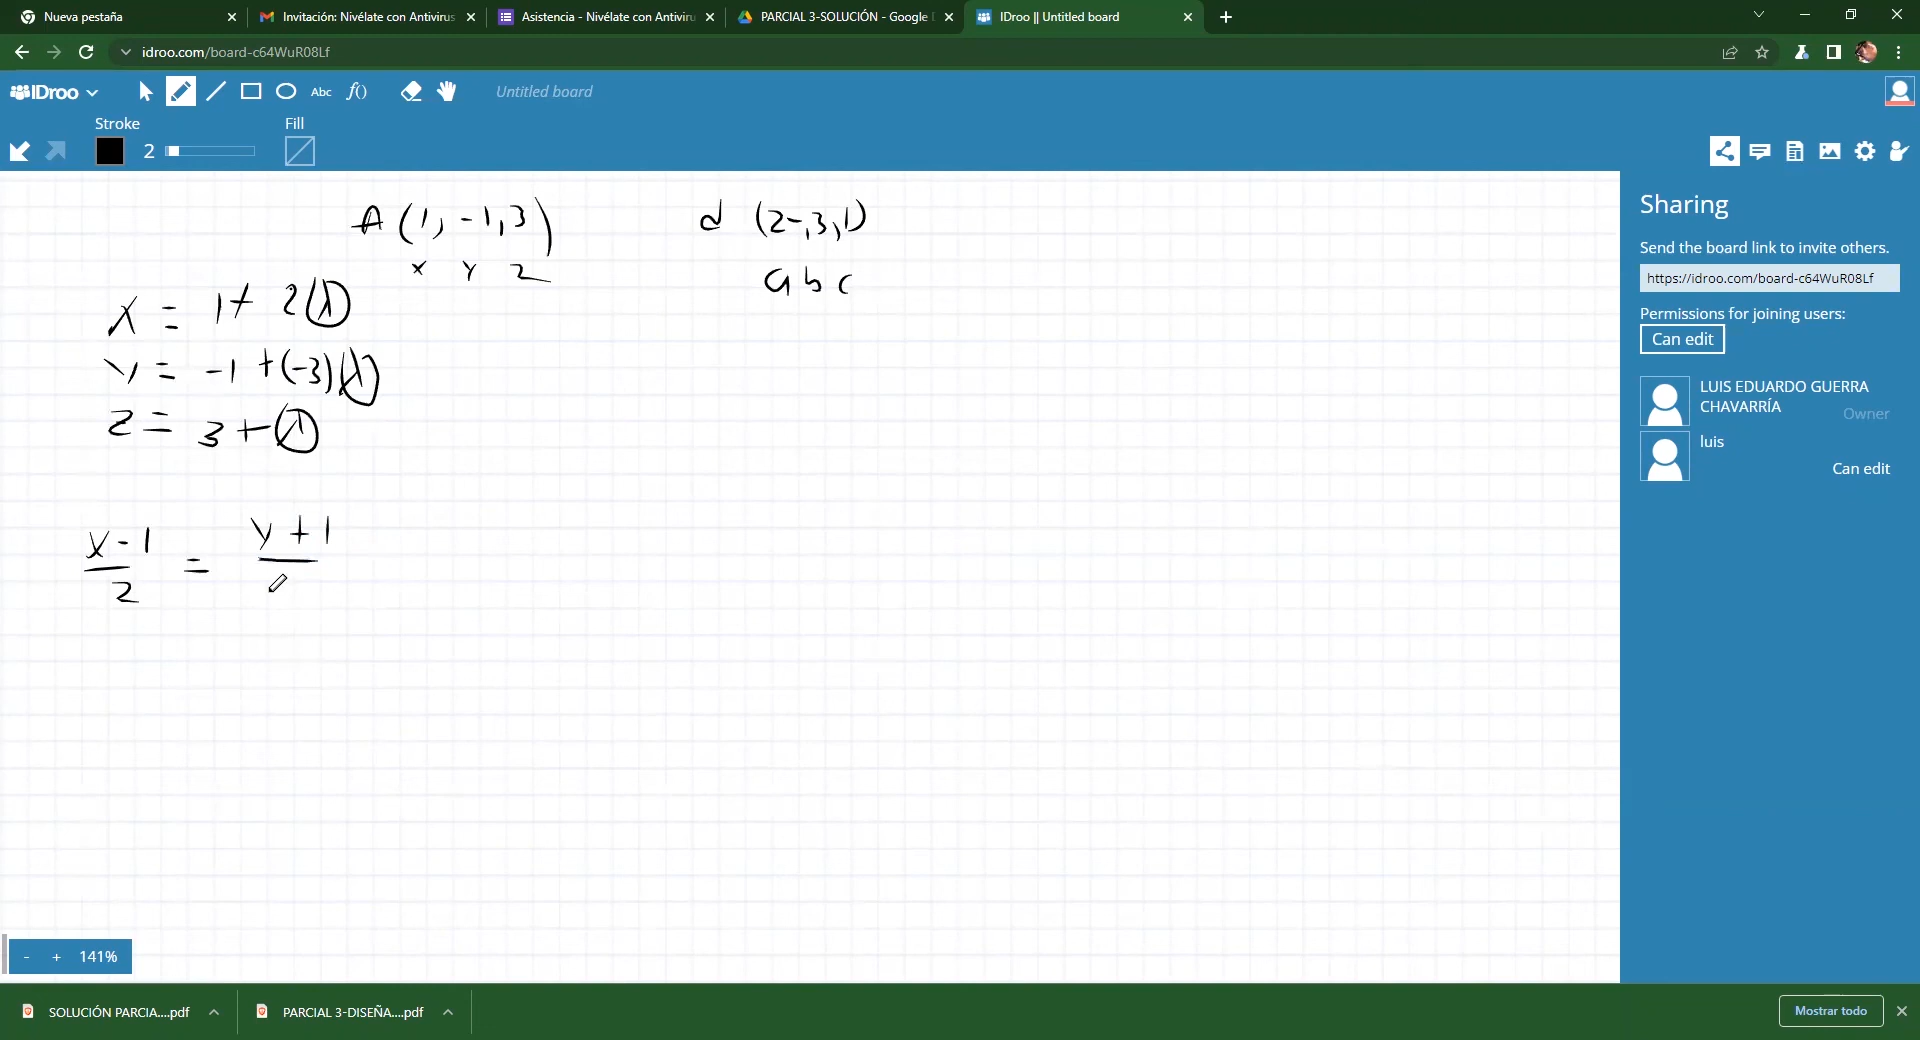 Nueva pestaña
Invitación: Nivélate con Antivirus
Asistencia - Nivélate con Antiviru
PARCIAL 3-SOLUCIÓN - Google D
IDroo || Untitled board
idroo.com/board-c64WuR08Lf
IDroo
Abc
f()
Untitled board
Stroke
Fill
2
A (1, -1, 3)
x y z
d (2-, 3, 1)
a b c
x = 1 + 2(λ)
y = -1 + (-3)(λ)
z = 3 + (λ)
x - 1 / 2 = y + 1 /
Sharing
Send the board link to invite others.
https://idroo.com/board-c64WuR08Lf
Permissions for joining users:
Can edit
LUIS EDUARDO GUERRA
CHAVARRÍA
Owner
luis
Can edit
- + 141%
SOLUCIÓN PARCIA....pdf
PARCIAL 3-DISEÑA....pdf
Mostrar todo